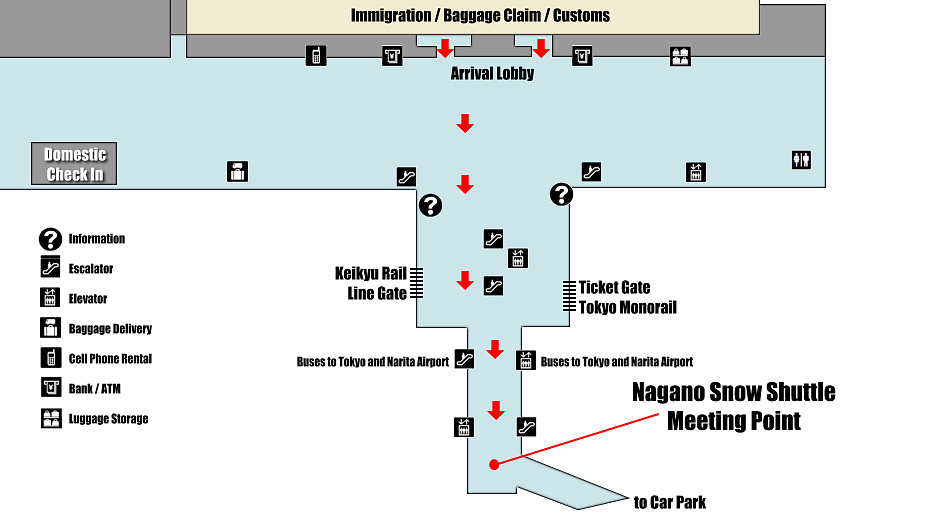 Immigration / Baggage Claim / Customs
Arrival Lobby
Domestic
Check In
?
?
? Information
Escalator
Elevator
Baggage Delivery
Cell Phone Rental
Bank / ATM
Luggage Storage
Keikyu Rail
Line Gate
Ticket Gate
Tokyo Monorail
Buses to Tokyo and Narita Airport
Buses to Tokyo and Narita Airport
Nagano Snow Shuttle
Meeting Point
to Car Park